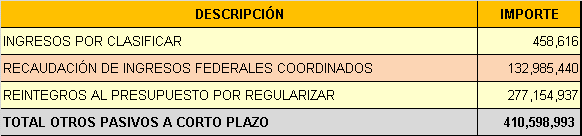 DESCRIPCIÓN IMPORTE
INGRESOS POR CLASIFICAR 458,616
RECAUDACIÓN DE INGRESOS FEDERALES COORDINADOS 132,985,440
REINTEGROS AL PRESUPUESTO POR REGULARIZAR 277,154,937
TOTAL OTROS PASIVOS A CORTO PLAZO 410,598,993